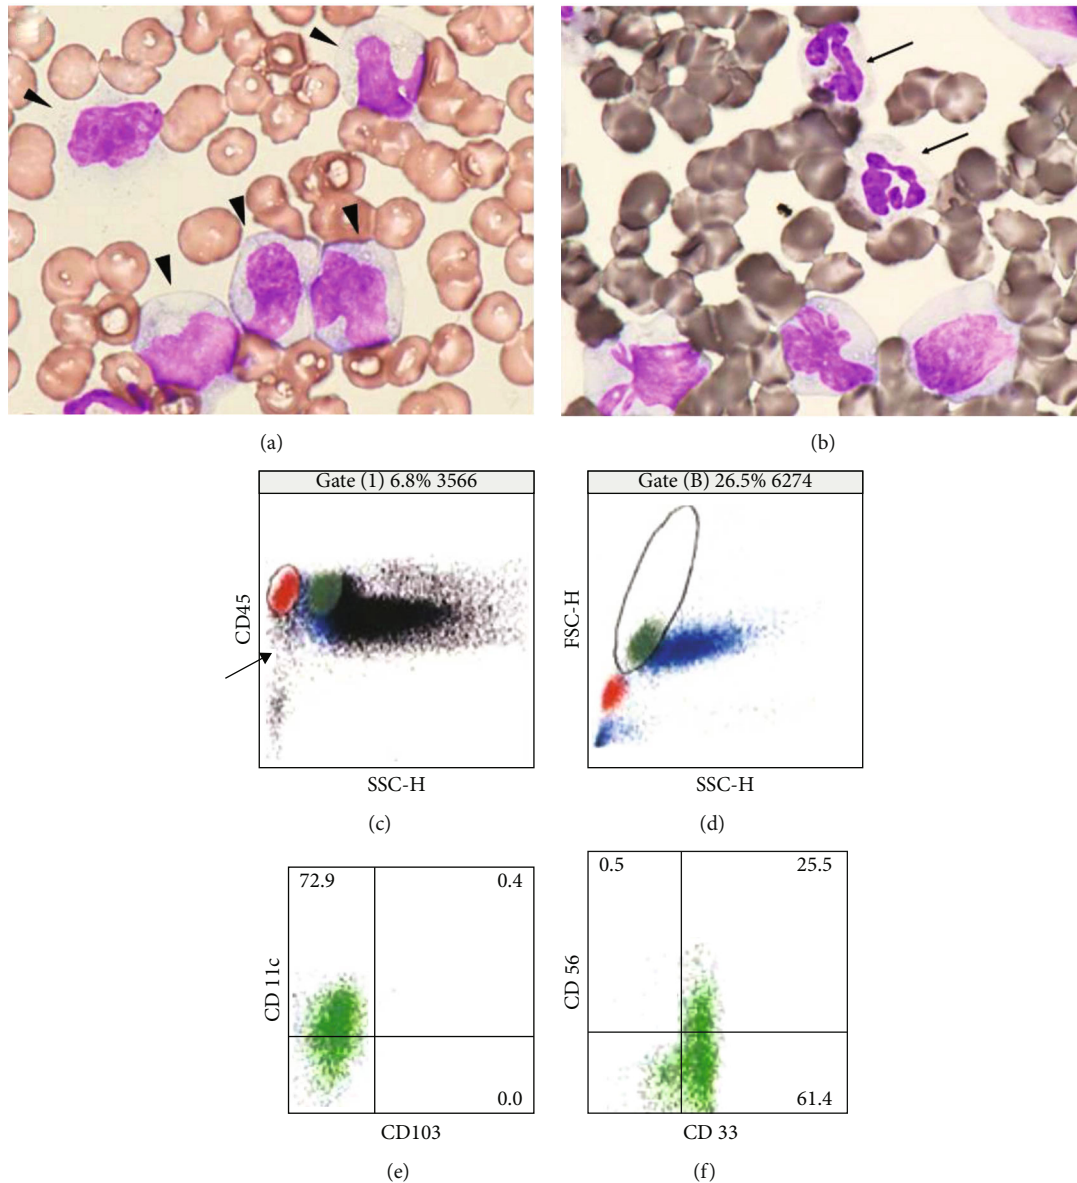 (a)
(b)
Gate (1) 6.8% 3566
CD45
SSC-H
(c)
Gate (B) 26.5% 6274
FSC-H
SSC-H
(d)
72.9
0.4
0.0
CD 11c
CD103
(e)
0.5
25.5
61.4
CD 56
CD 33
(f)